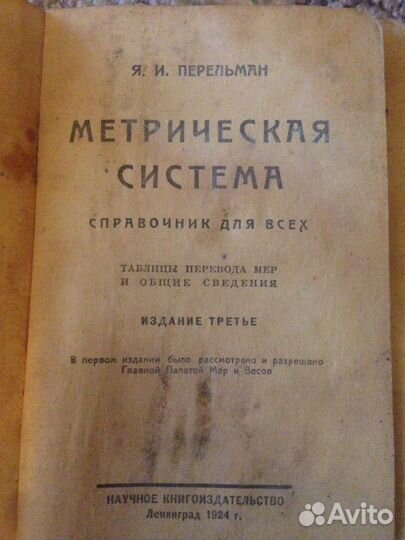 Я. И. ПЕРЕЛЬМАН
МЕТРИЧЕСКАЯ
СИСТЕМА
СПРАВОЧНИК ДЛЯ ВСЕХ
ТАБЛИЦЫ ПЕРЕВОДА МЕР
И ОБЩИЕ СВЕДЕНИЯ
ИЗДАНИЕ ТРЕТЬЕ
В первом издании было рассмотрено и разрешено
Главной Палатой Мер и Весов
НАУЧНОЕ КНИГОИЗДАТЕЛЬСТВО
Ленинград 1924 г.
Avito